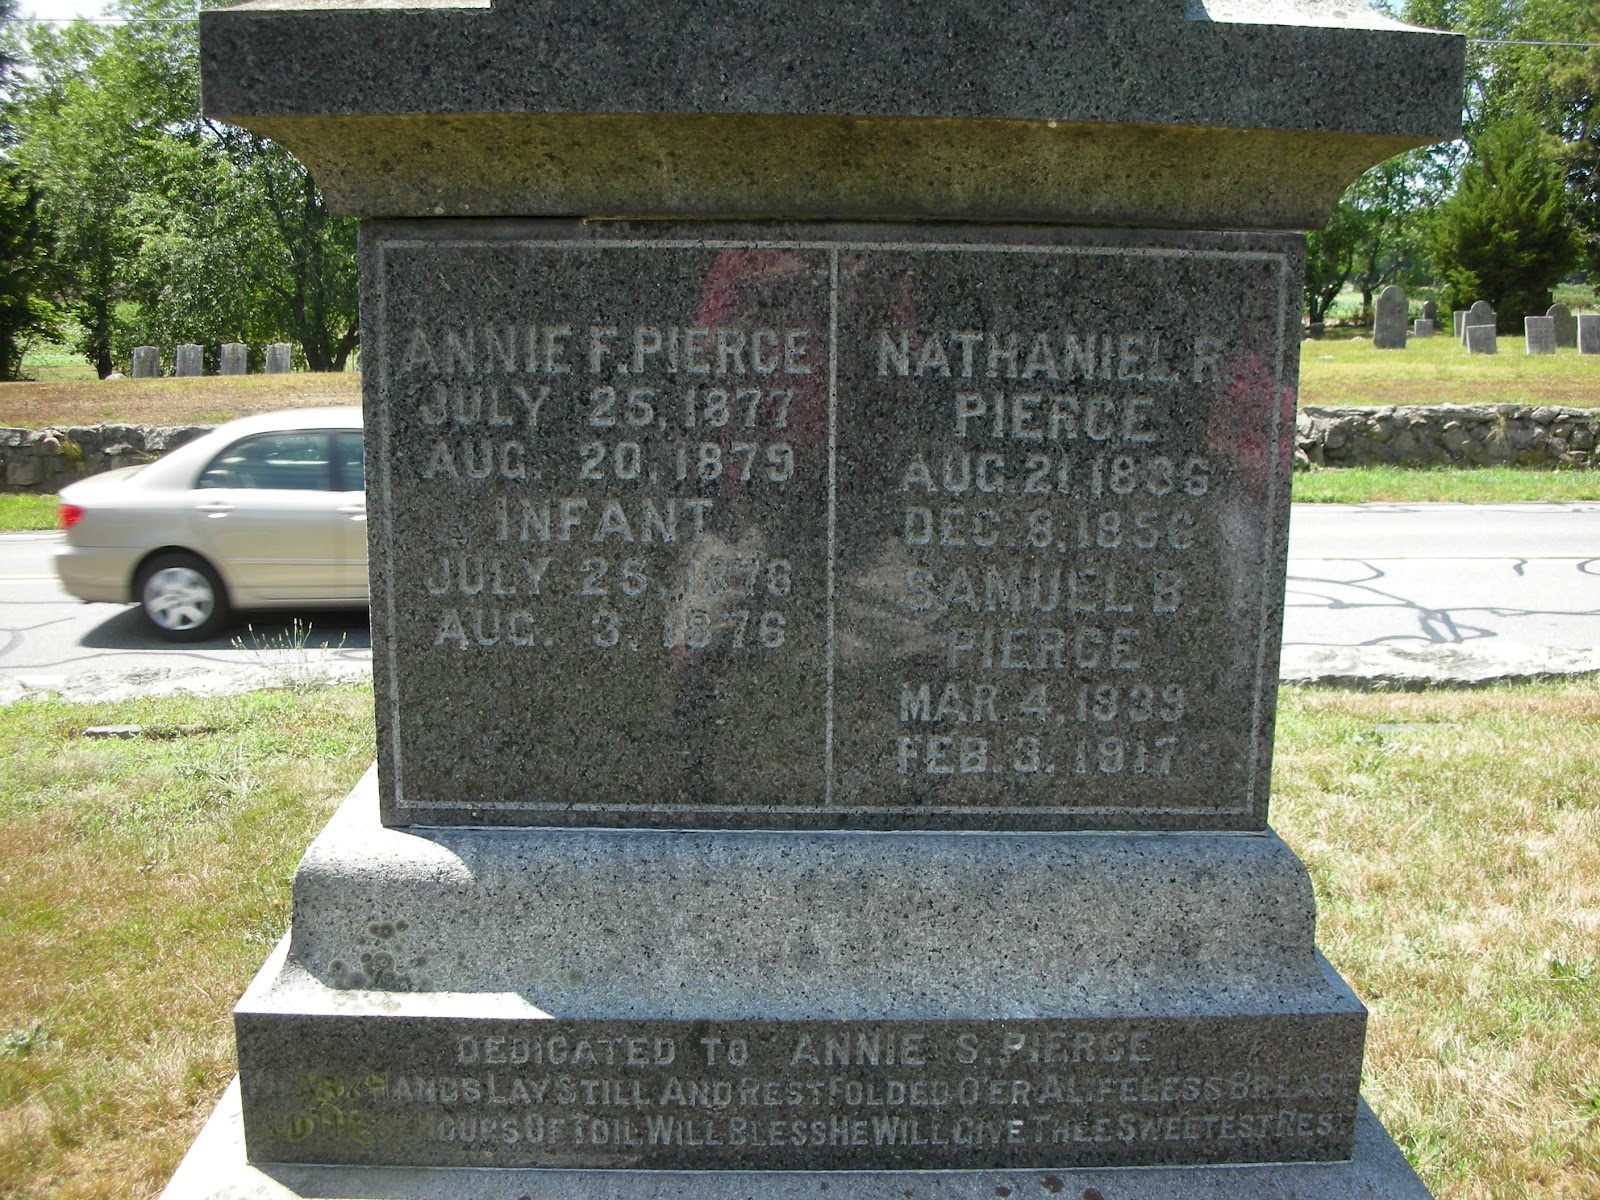 ANNIE F. PIERCE
JULY 25, 1877
AUG. 20, 1879
INFANT
JULY 25, 1876
AUG. 3, 1876
NATHANIEL R.
PIERCE
AUG. 21, 1836
DEC 8, 1856
SAMUEL B.
PIERCE
MAR. 4, 1839
FEB. 3, 1917
DEDICATED TO ANNIE S. PIERCE
HANDS LAY STILL AND REST FOLDED O'ER A LIFELESS BREAST
HOURS OF TOIL WILL BLESS HE WILL GIVE THEE SWEETEST REST